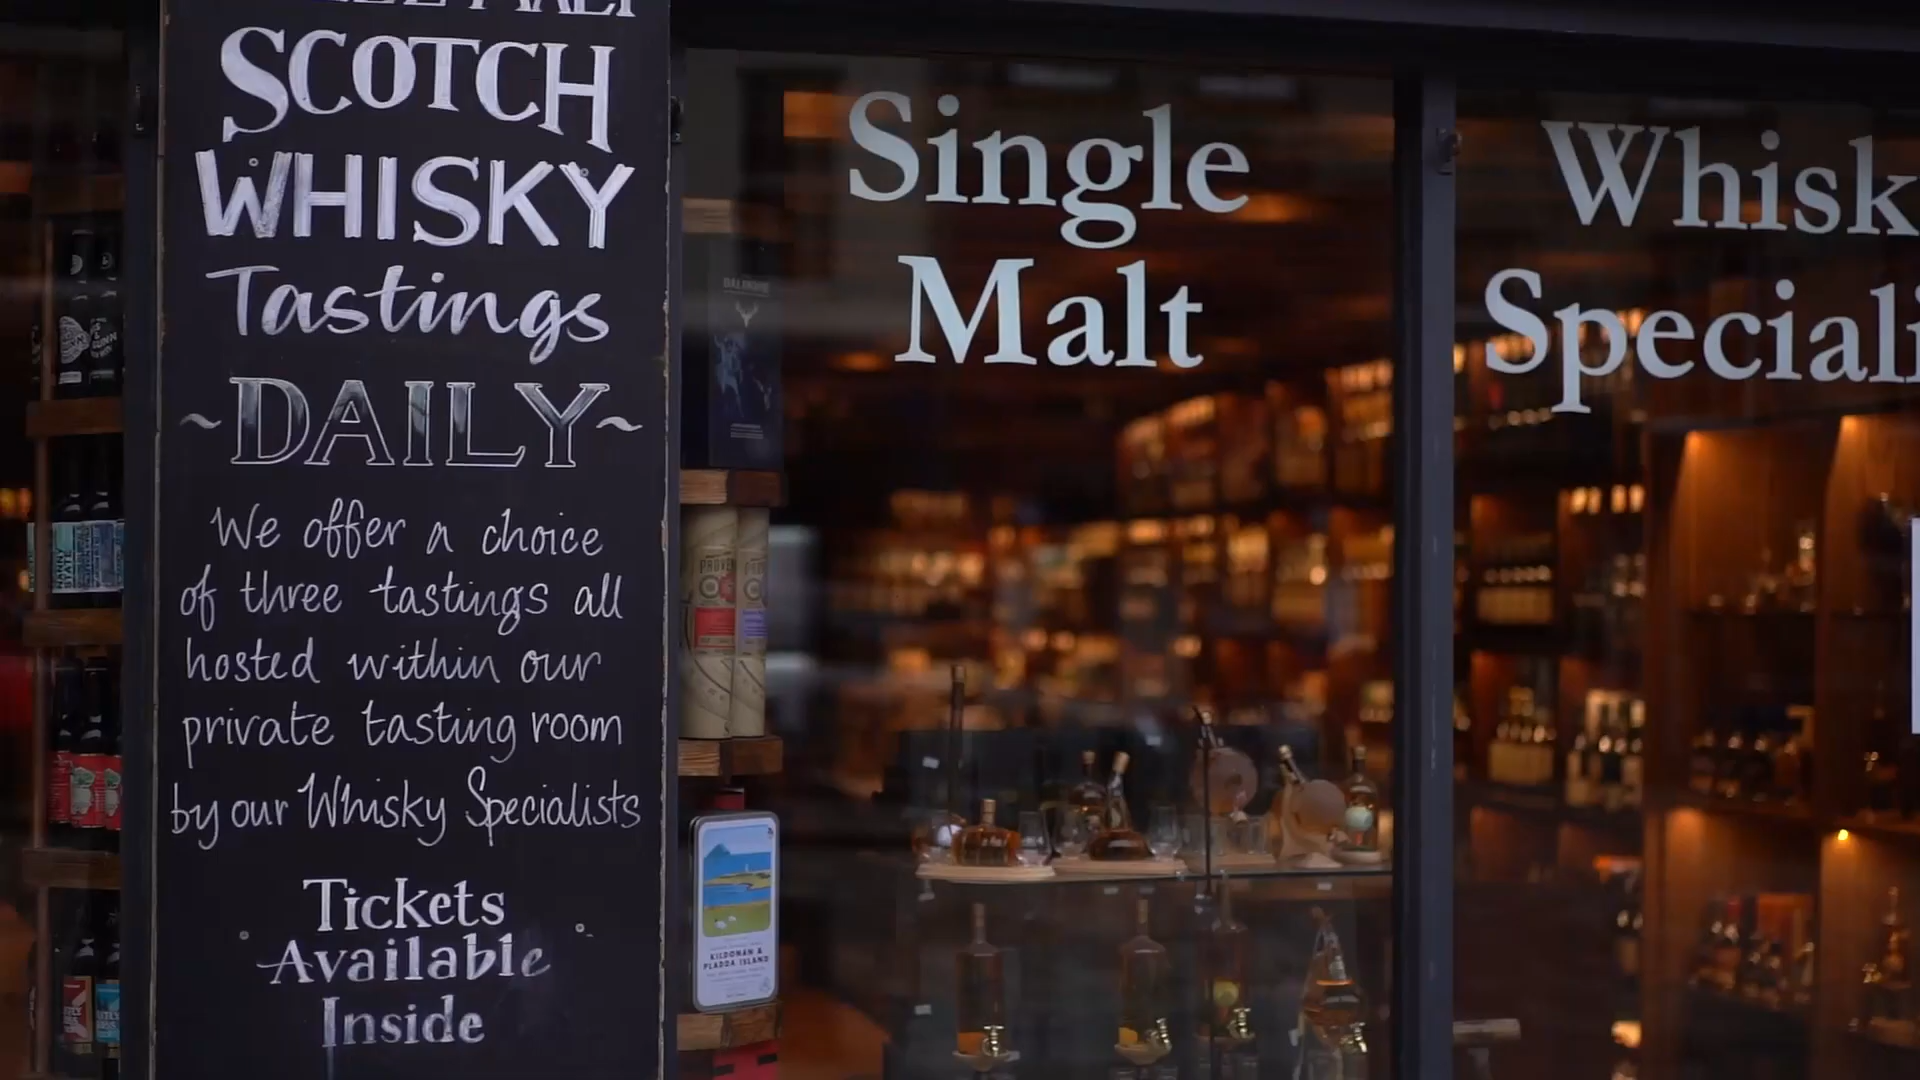 SCOTCH
WHISKY
Tastings
~DAILY~
We offer a choice
of three tastings all
hosted within our
private tasting room
by our Whisky Specialists
Tickets
Available
Inside
Single
Malt
Whisk
Speciali
KILDONAN &
PLADDA ISLAND